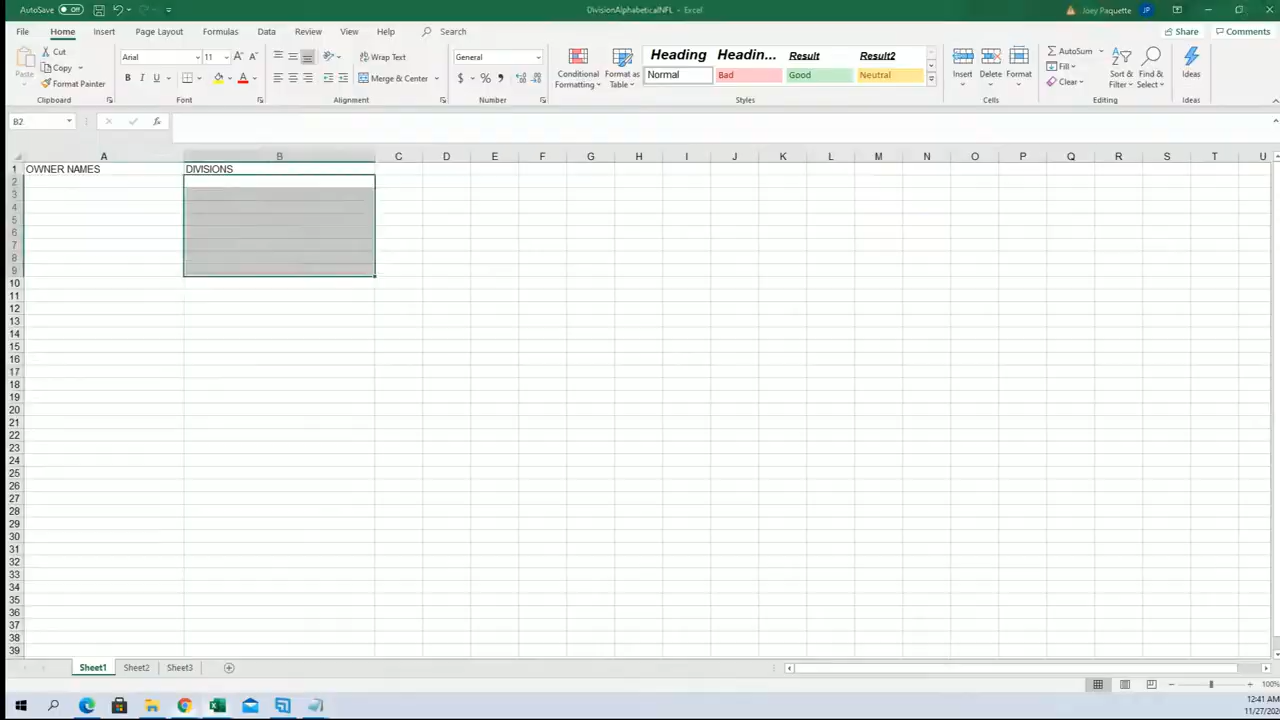 AutoSave Off
DivisionAlphabeticalNFL - Excel
Joey Paquette JP
File Home Insert Page Layout Formulas Data Review View Help Search
Share Comments
Paste
Cut
Copy
Format Painter
Clipboard
Arial 11
B I U
Font
Wrap Text
Merge & Center
Alignment
General
$ % ,
Number
Conditional Formatting
Format as Table
Heading Headin... Result Result2
Normal Bad Good Neutral
Styles
Insert Delete Format
Cells
AutoSum
Fill
Clear
Sort & Filter
Find & Select
Editing
Ideas
Ideas
B2
fx
A B C D E F G H I J K L M N O P Q R S T U
1 OWNER NAMES DIVISIONS
2
3
4
5
6
7
8
9
10
11
12
13
14
15
16
17
18
19
20
21
22
23
24
25
26
27
28
29
30
31
32
33
34
35
36
37
38
39
Sheet1 Sheet2 Sheet3
100%
12:41 AM